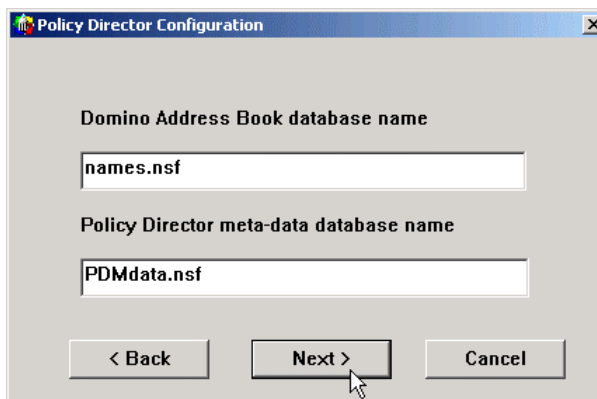 Policy Director Configuration
Domino Address Book database name
names.nsf
Policy Director meta-data database name
PDMdata.nsf
< Back Next > Cancel